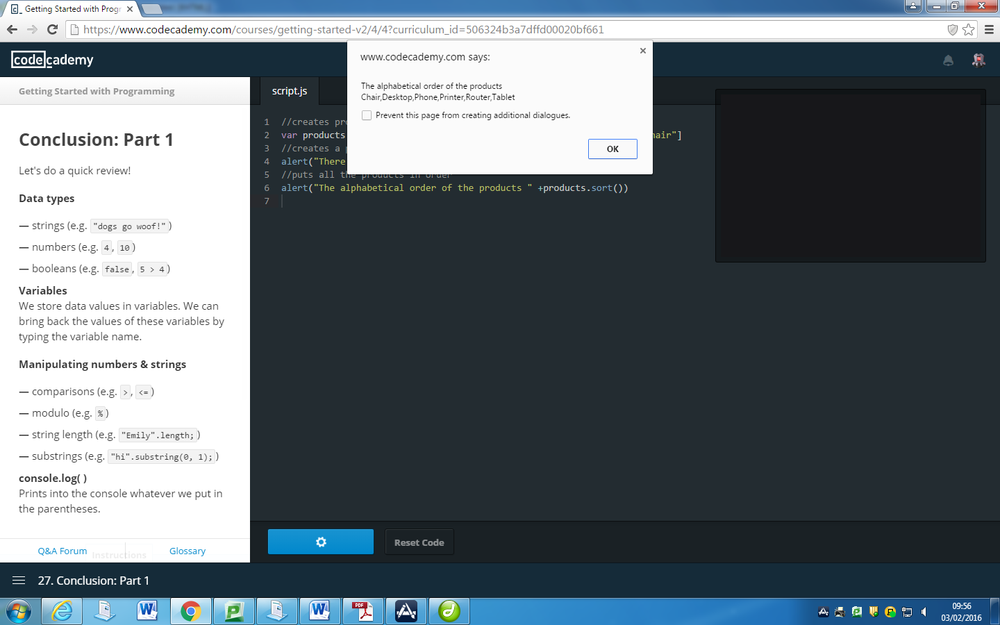 Getting Started with Progr
https://www.codecademy.com/courses/getting-started-v2/4/4?curriculum_id=506324b3a7dffd00020bf661
codecademy
www.codecademy.com says:
The alphabetical order of the products
Chair,Desktop,Phone,Printer,Router,Tablet
Prevent this page from creating additional dialogues.
OK
Getting Started with Programming
Conclusion: Part 1
Let's do a quick review!
Data types
— strings (e.g. "dogs go woof!")
— numbers (e.g. 4, 10)
— booleans (e.g. false, 5 > 4)
Variables
We store data values in variables. We can
bring back the values of these variables by
typing the variable name.
Manipulating numbers & strings
— comparisons (e.g. >, <=)
— modulo (e.g. %)
— string length (e.g. "Emily".length;)
— substrings (e.g. "hi".substring(0, 1);)
console.log( )
Prints into the console whatever we put in
the parentheses.
Q&A Forum
Instructions
Glossary
script.js
1 //creates pro
2 var products hair"]
3 //creates a p
4 alert("There
5 //puts all the products in order
6 alert("The alphabetical order of the products " +products.sort())
7
Reset Code
27. Conclusion: Part 1
PDF
09:56
03/02/2016